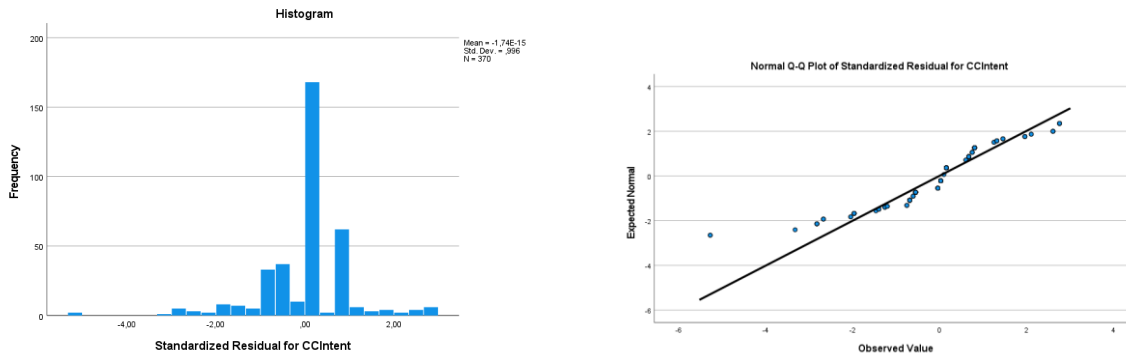 Histogram
Mean = -1,74E-15
Std. Dev. = ,996
N = 370
200
150
100
50
0
Frequency
-4,00 -2,00 ,00 2,00
Standardized Residual for CCIntent
Normal Q-Q Plot of Standardized Residual for CCIntent
4
2
0
-2
-4
-6
Expected Normal
-6 -4 -2 0 2 4
Observed Value